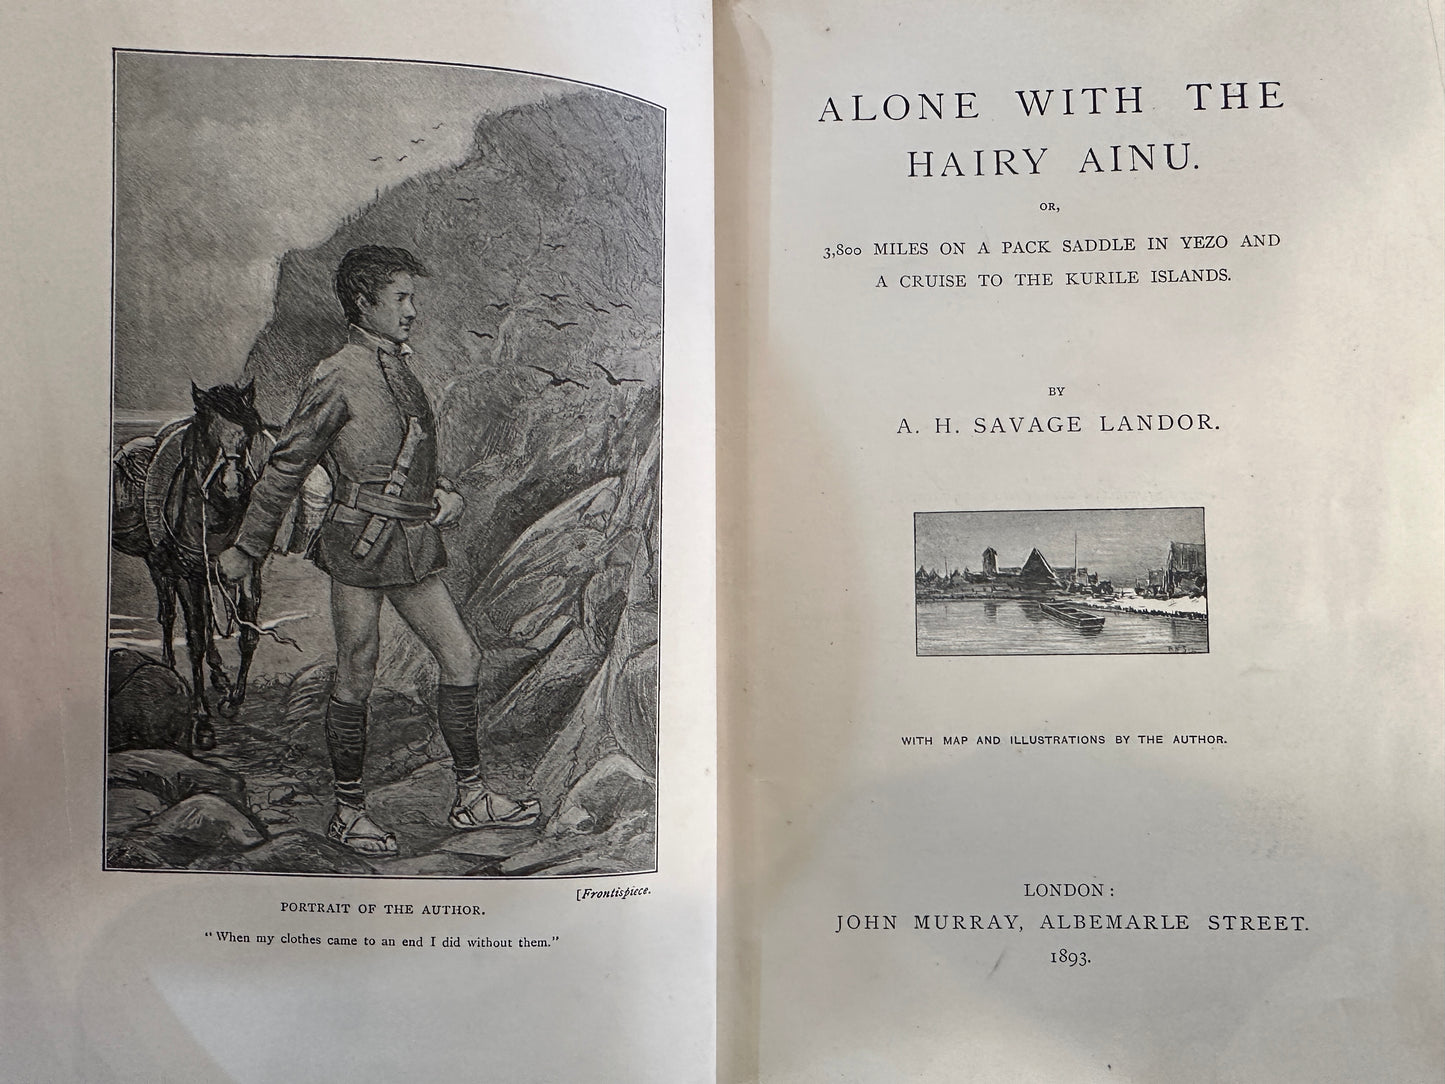 [Frontispiece.
PORTRAIT OF THE AUTHOR.
"When my clothes came to an end I did without them."
ALONE WITH THE
HAIRY AINU.
OR,
3,800 MILES ON A PACK SADDLE IN YEZO AND
A CRUISE TO THE KURILE ISLANDS.
BY
A. H. SAVAGE LANDOR.
WITH MAP AND ILLUSTRATIONS BY THE AUTHOR.
LONDON:
JOHN MURRAY, ALBEMARLE STREET.
1893.